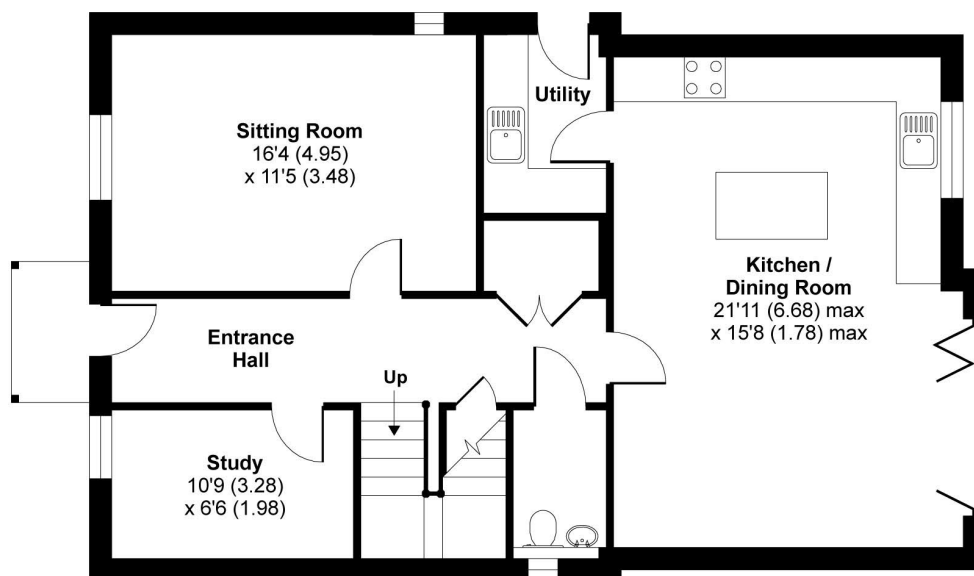 Sitting Room
16'4 (4.95)
x 11'5 (3.48)
Utility
Kitchen /
Dining Room
21'11 (6.68) max
x 15'8 (1.78) max
Entrance
Hall
Up
Study
10'9 (3.28)
x 6'6 (1.98)